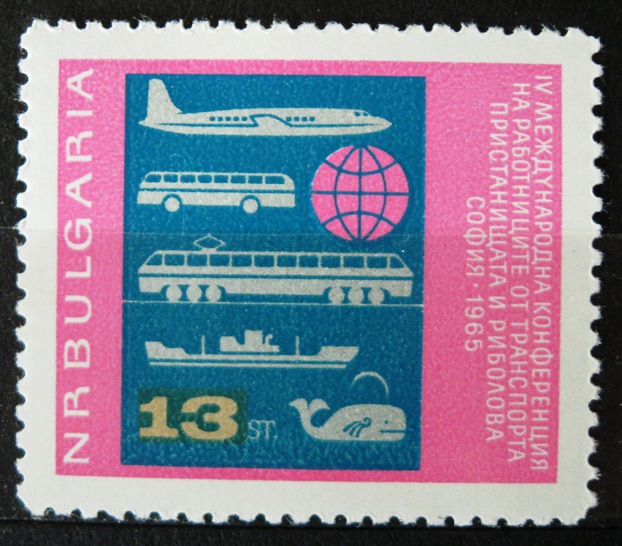 NR BULGARIA
13 ST.
IV МЕЖДУНАРОДНА КОНФЕРЕНЦИЯ
НА РАБОТНИЦИТЕ ОТ ТРАНСПОРТА
ПРИСТАНИЩАТА И РИБОЛОВА
СОФИЯ · 1965